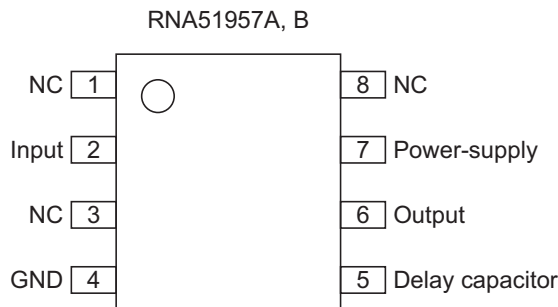 RNA51957A, B
NC 1 8 NC
Input 2 7 Power-supply
NC 3 6 Output
GND 4 5 Delay capacitor